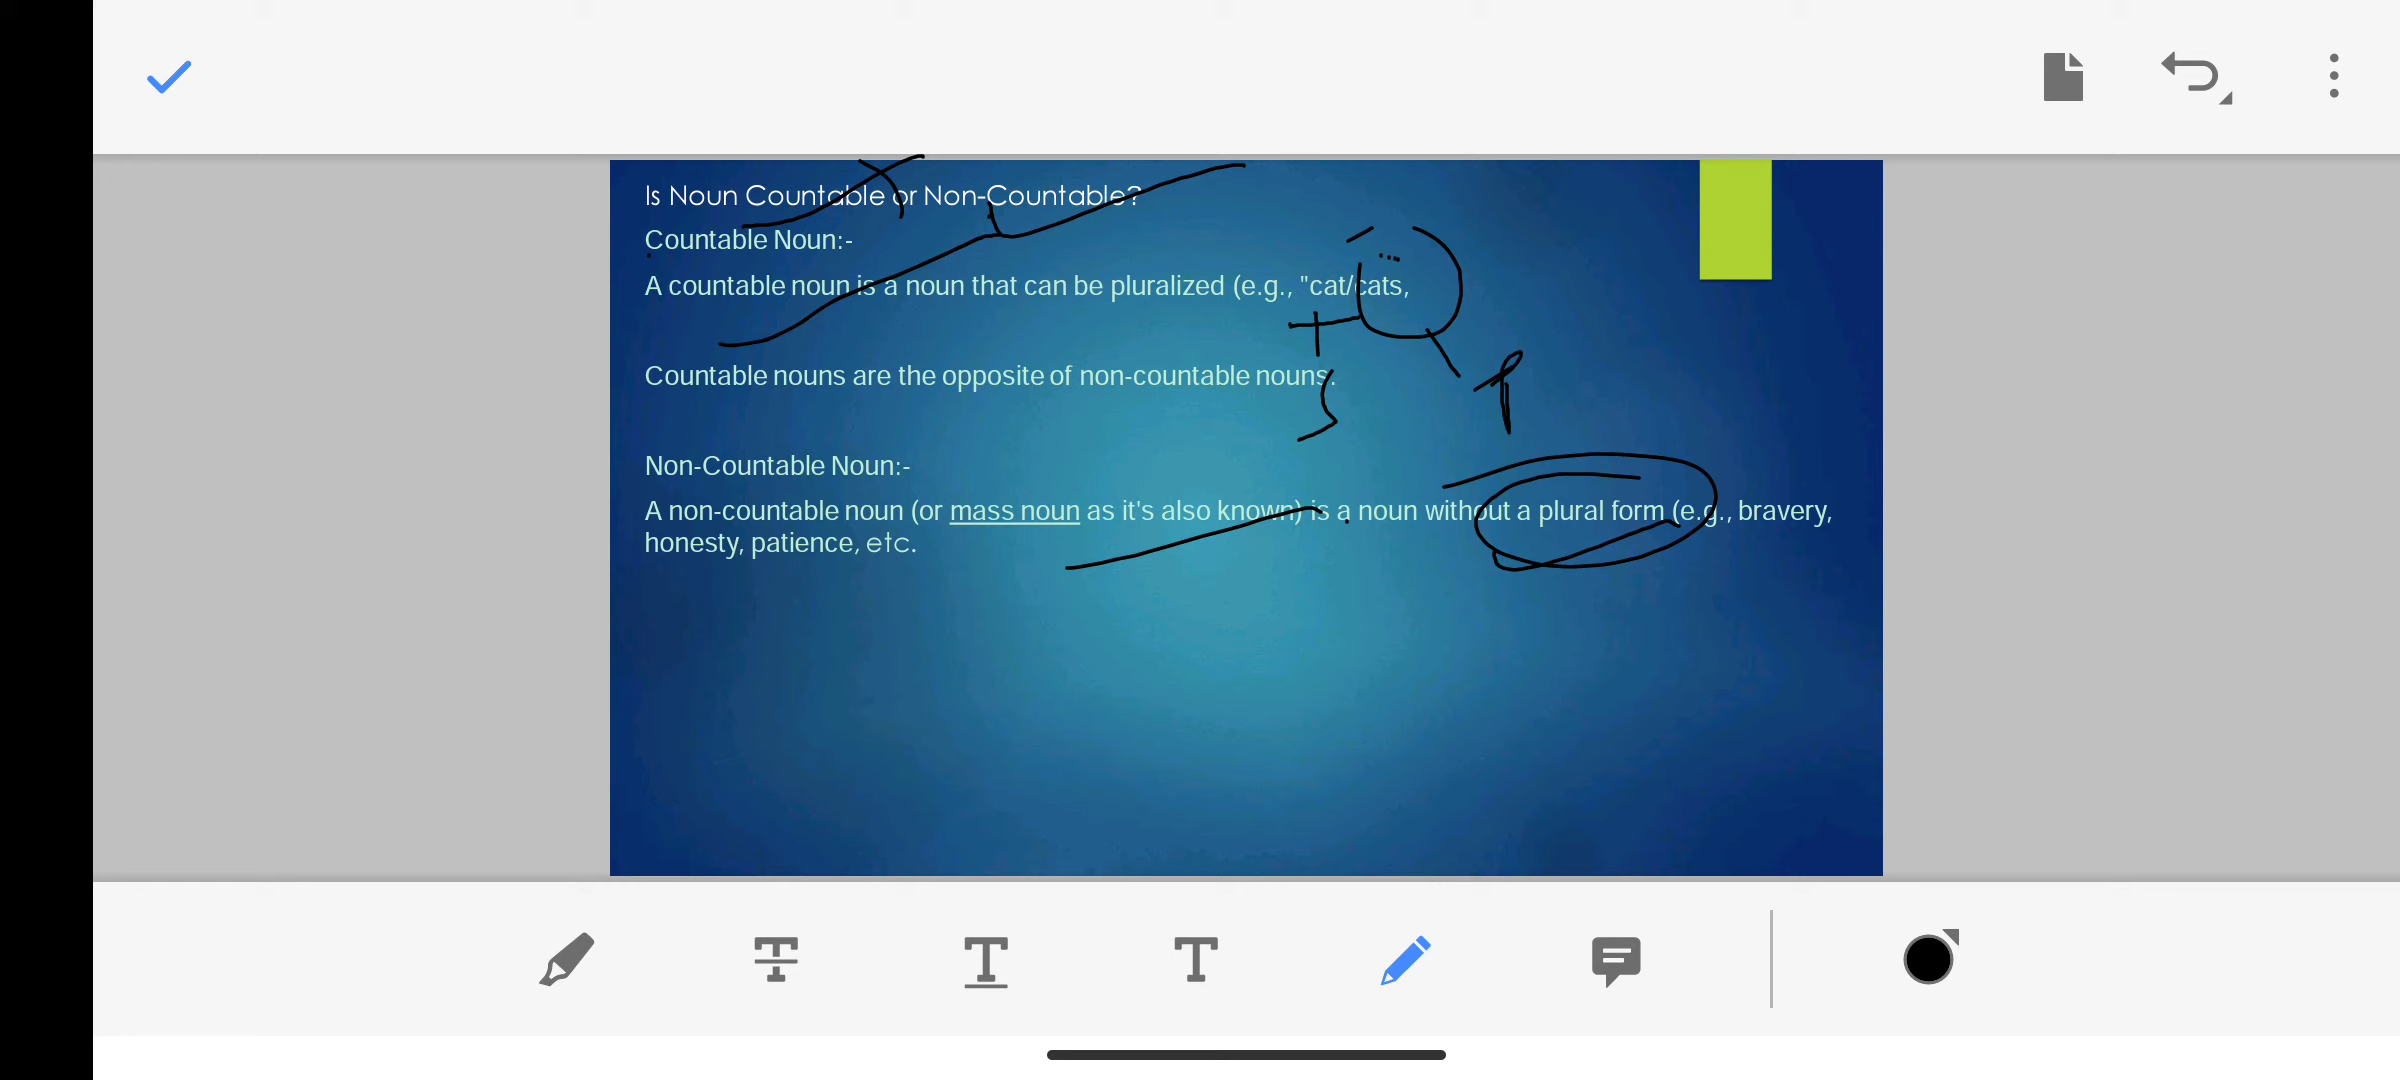 Is Noun Countable or Non-Countable?
Countable Noun:-
A countable noun is a noun that can be pluralized (e.g., "cat/cats,
Countable nouns are the opposite of non-countable nouns.
Non-Countable Noun:-
A non-countable noun (or mass noun as it's also known) is a noun without a plural form (e.g., bravery,
honesty, patience, etc.